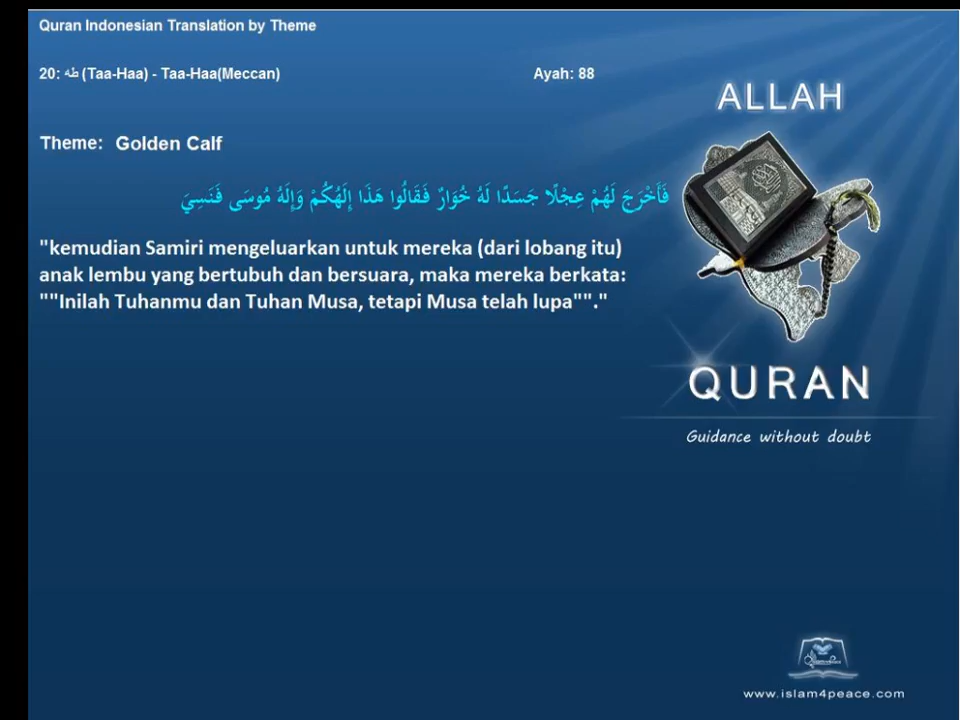 Quran Indonesian Translation by Theme
20: طه (Taa-Haa) - Taa-Haa(Meccan) Ayah: 88
ALLAH
Theme: Golden Calf
فَأَخْرَجَ لَهُمْ عِجْلًا جَسَدًا لَهُ خُوَارٌ فَقَالُوا هَذَا إِلَهُكُمْ وَإِلَهُ مُوسَى فَنَسِيَ
"kemudian Samiri mengeluarkan untuk mereka (dari lobang itu)
anak lembu yang bertubuh dan bersuara, maka mereka berkata:
""Inilah Tuhanmu dan Tuhan Musa, tetapi Musa telah lupa""."
QURAN
Guidance without doubt
www.islam4peace.com